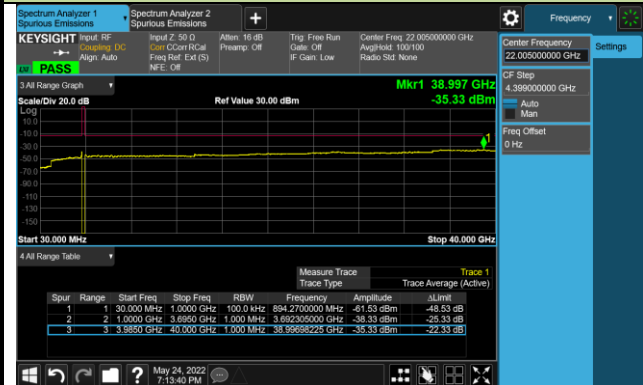 Spectrum Analyzer 1
Spurious Emissions
Spectrum Analyzer 2
Spurious Emissions
Frequency
KEYSIGHT
Input: RF
Coupling: DC
Align: Auto
Input Z: 50 Ω
Corr CCorr RCal
Freq Ref: Ext (S)
NFE: Off
Atten: 16 dB
Preamp: Off
Trig: Free Run
Gate: Off
IF Gain: Low
Center Freq: 22.005000000 GHz
Avg|Hold: 100/100
Radio Std: None
PASS
Center Frequency
22.005000000 GHz
Settings
CF Step
4.399000000 GHz
Auto
Man
Freq Offset
0 Hz
3 All Range Graph
Mkr1 38.997 GHz
Scale/Div 20.0 dB
Ref Value 30.00 dBm
-35.33 dBm
Log
10.0
-10.0
-30.0
-50.0
-70.0
-90.0
-110
-130
-150
1
Start 30.000 MHz
Stop 40.000 GHz
4 All Range Table
Measure Trace Trace 1
Trace Type Trace Average (Active)
Spur Range Start Freq Stop Freq RBW Frequency Amplitude ΔLimit
1 1 30.000 MHz 1.0000 GHz 100.0 kHz 894.2700000 MHz -61.53 dBm -48.53 dB
2 2 1.0000 GHz 3.6950 GHz 1.000 MHz 3.692305000 GHz -38.33 dBm -25.33 dB
3 3 3.9850 GHz 40.000 GHz 1.000 MHz 38.99698225 GHz -35.33 dBm -22.33 dB
May 24, 2022
7:13:40 PM